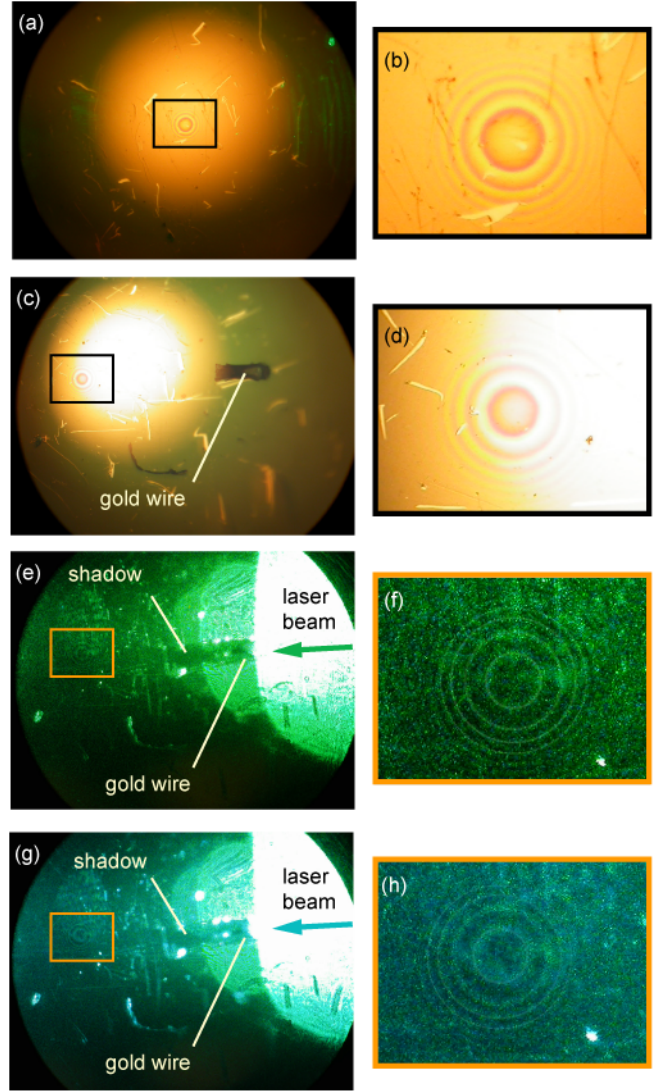 (a)
(b)
(c)
gold wire
(d)
(e)
shadow
laser
beam
gold wire
(f)
(g)
shadow
laser
beam
gold wire
(h)